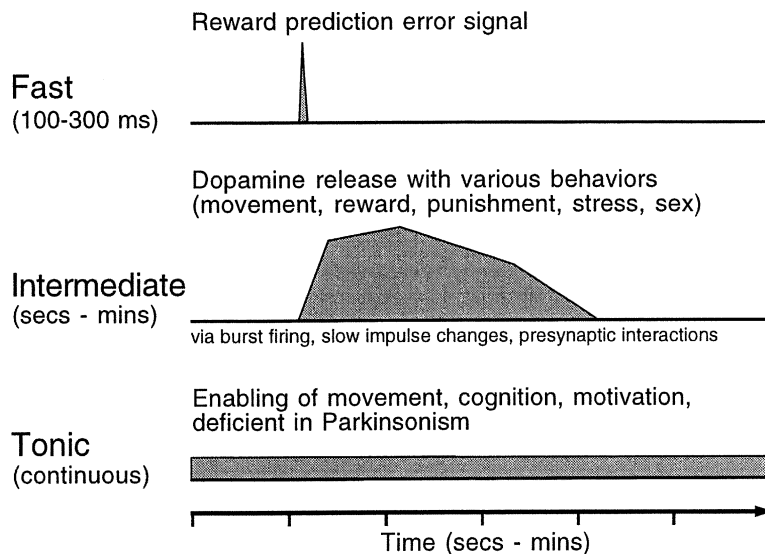 Reward prediction error signal
Fast
(100-300 ms)
Dopamine release with various behaviors
(movement, reward, punishment, stress, sex)
Intermediate
(secs - mins)
via burst firing, slow impulse changes, presynaptic interactions
Enabling of movement, cognition, motivation,
deficient in Parkinsonism
Tonic
(continuous)
Time (secs - mins)